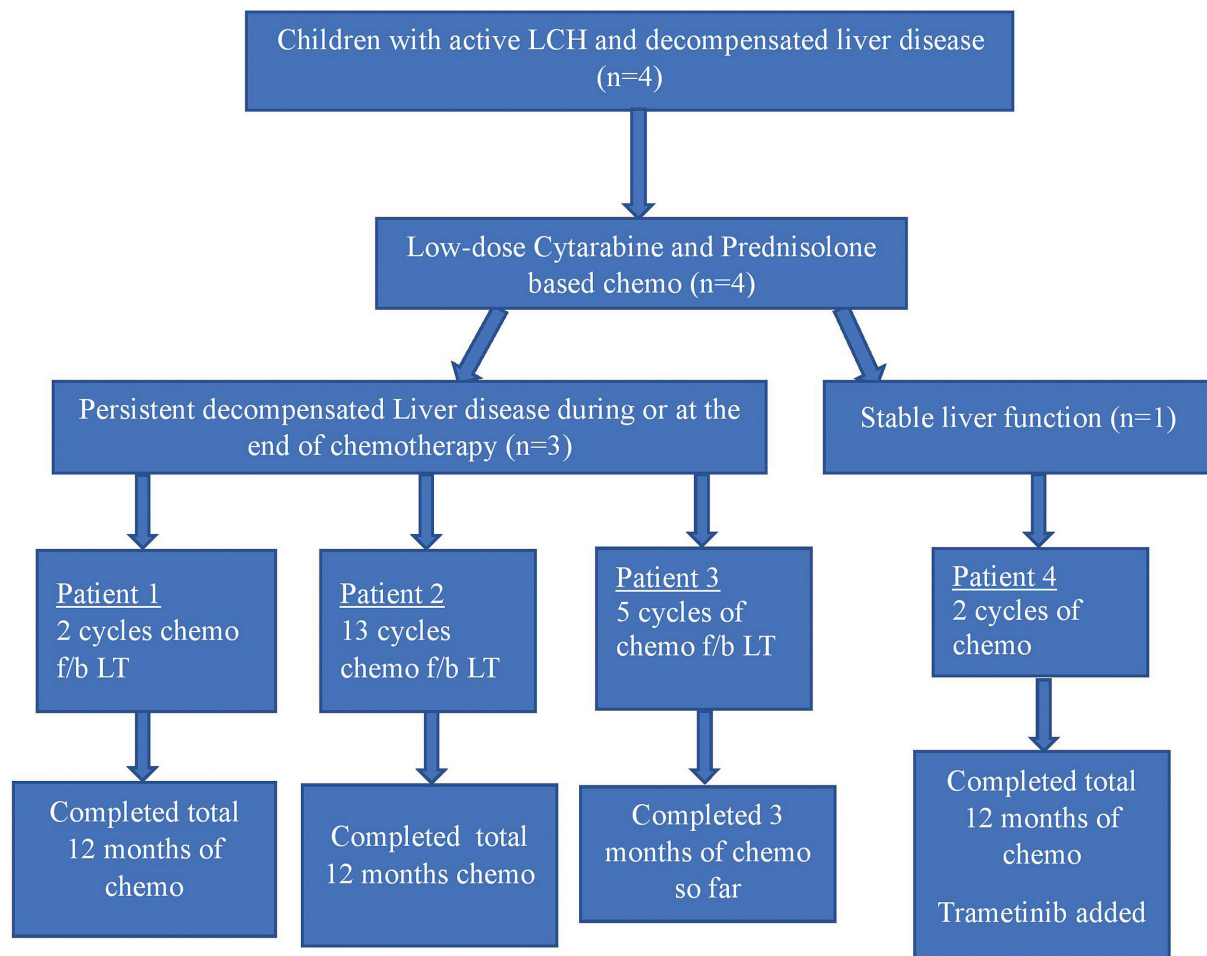 Children with active LCH and decompensated liver disease
(n=4)
Low-dose Cytarabine and Prednisolone
based chemo (n=4)
Persistent decompensated Liver disease during or at the
end of chemotherapy (n=3)
Stable liver function (n=1)
Patient 1
2 cycles chemo
f/b LT
Patient 2
13 cycles
chemo f/b LT
Patient 3
5 cycles of
chemo f/b LT
Patient 4
2 cycles of
chemo
Completed total
12 months of
chemo
Completed total
12 months chemo
Completed 3
months of chemo
so far
Completed total
12 months of
chemo
Trametinib added